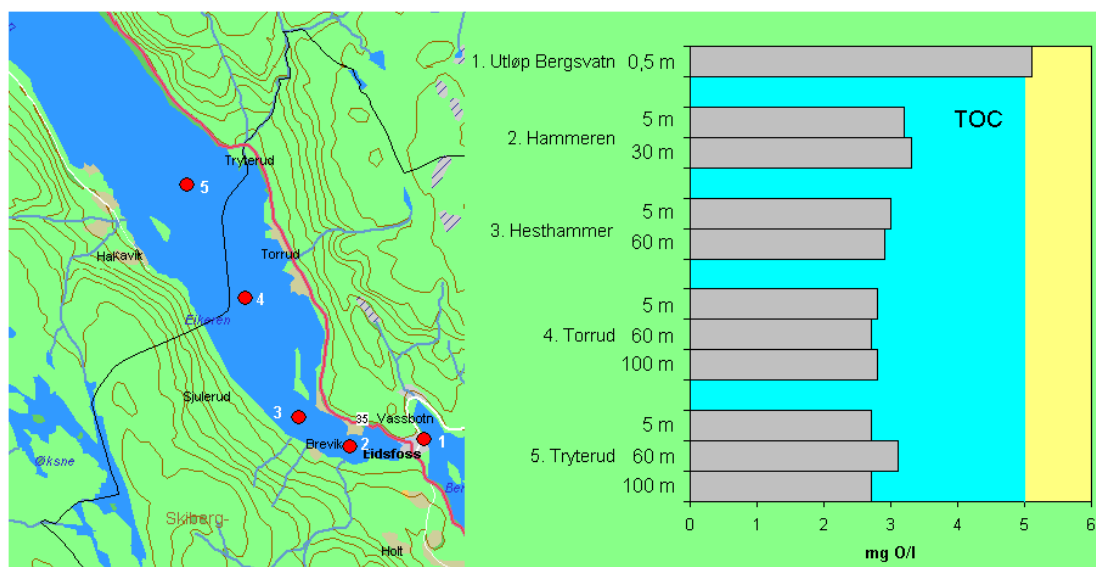 Tryterud
5
Torrud
4
Eikeren
Sjulerud
3
35
Vassbotn
1
Brevik
2
Eidsfoss
Øksne
Skiberg-
Holt
1. Utløp Bergsvatn 0,5 m
TOC
2. Hammeren
5 m
30 m
3. Hesthammer
5 m
60 m
4. Torrud
5 m
60 m
100 m
5. Tryterud
5 m
60 m
100 m
0 1 2 3 4 5 6
mg O/l